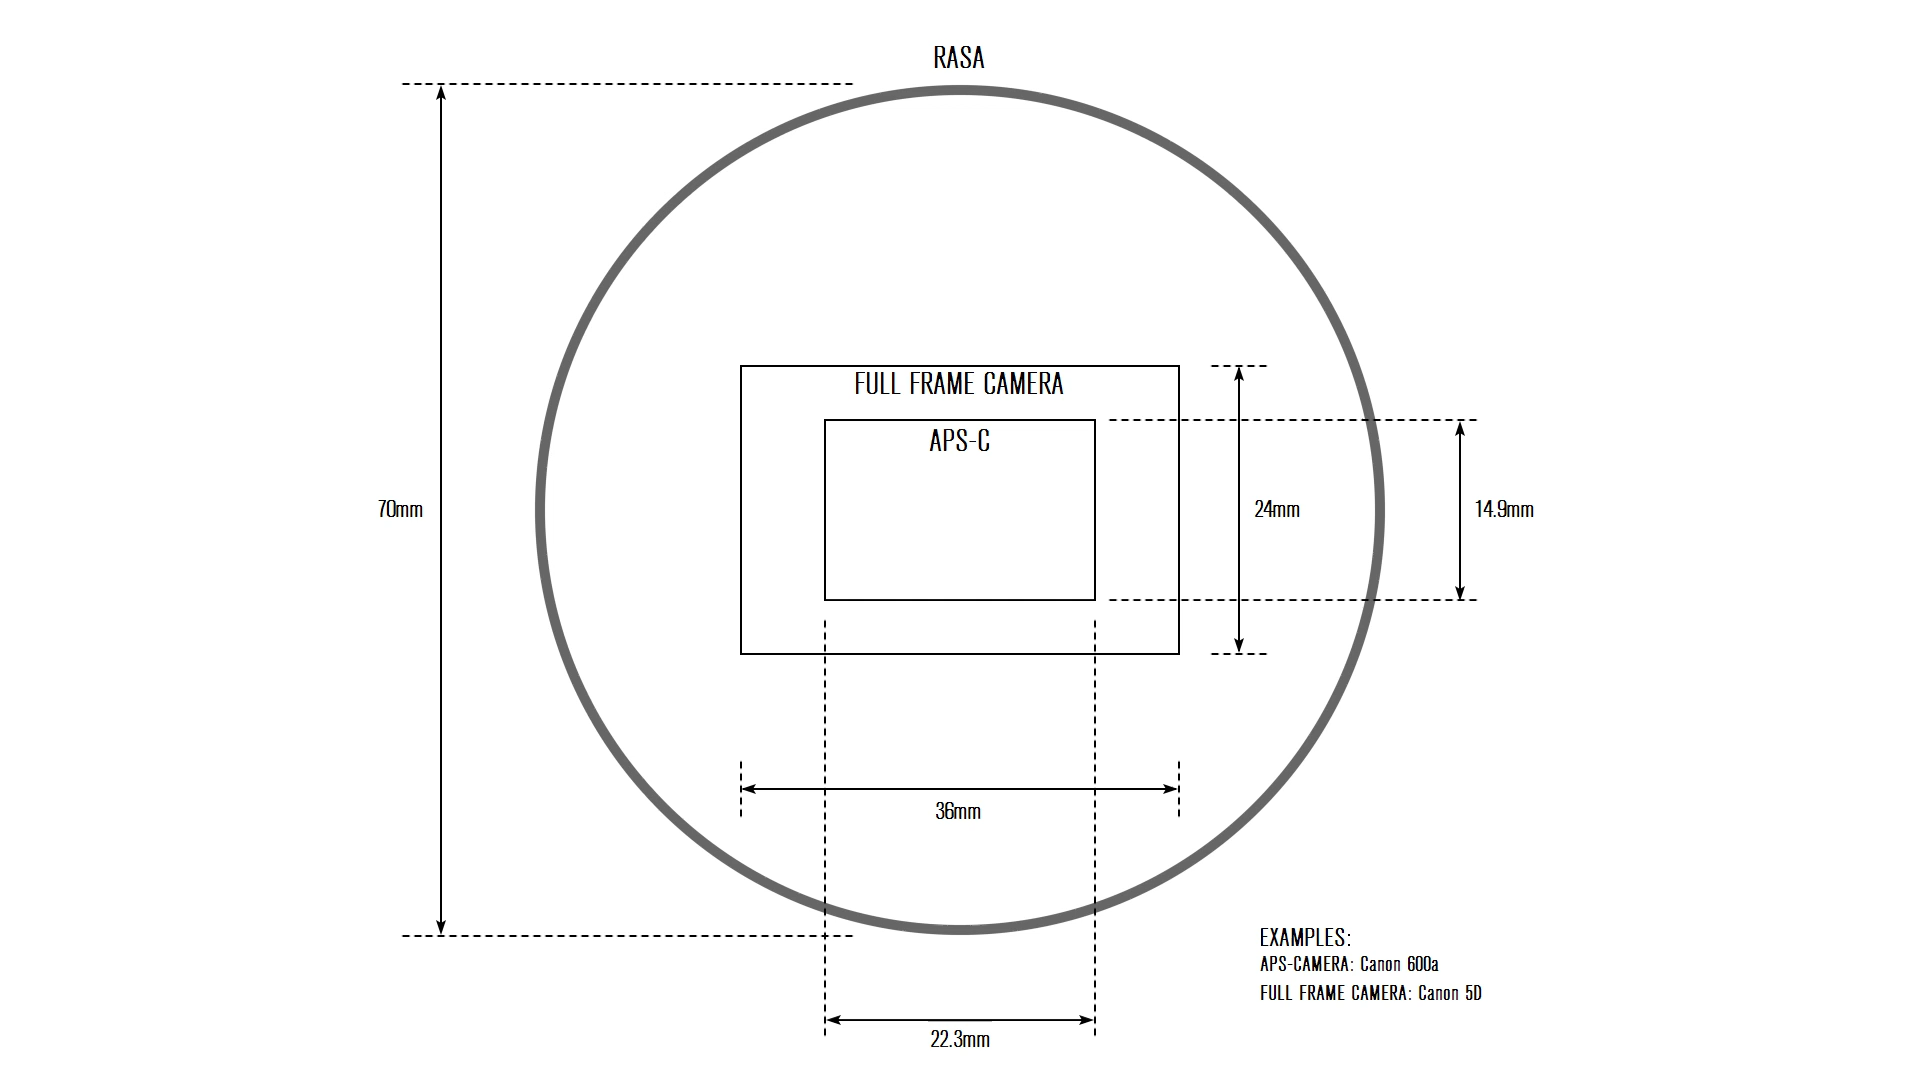 RASA
FULL FRAME CAMERA
APS-C
70mm
24mm
14.9mm
36mm
EXAMPLES:
APS-CAMERA: Canon 600a
FULL FRAME CAMERA: Canon 5D
22.3mm